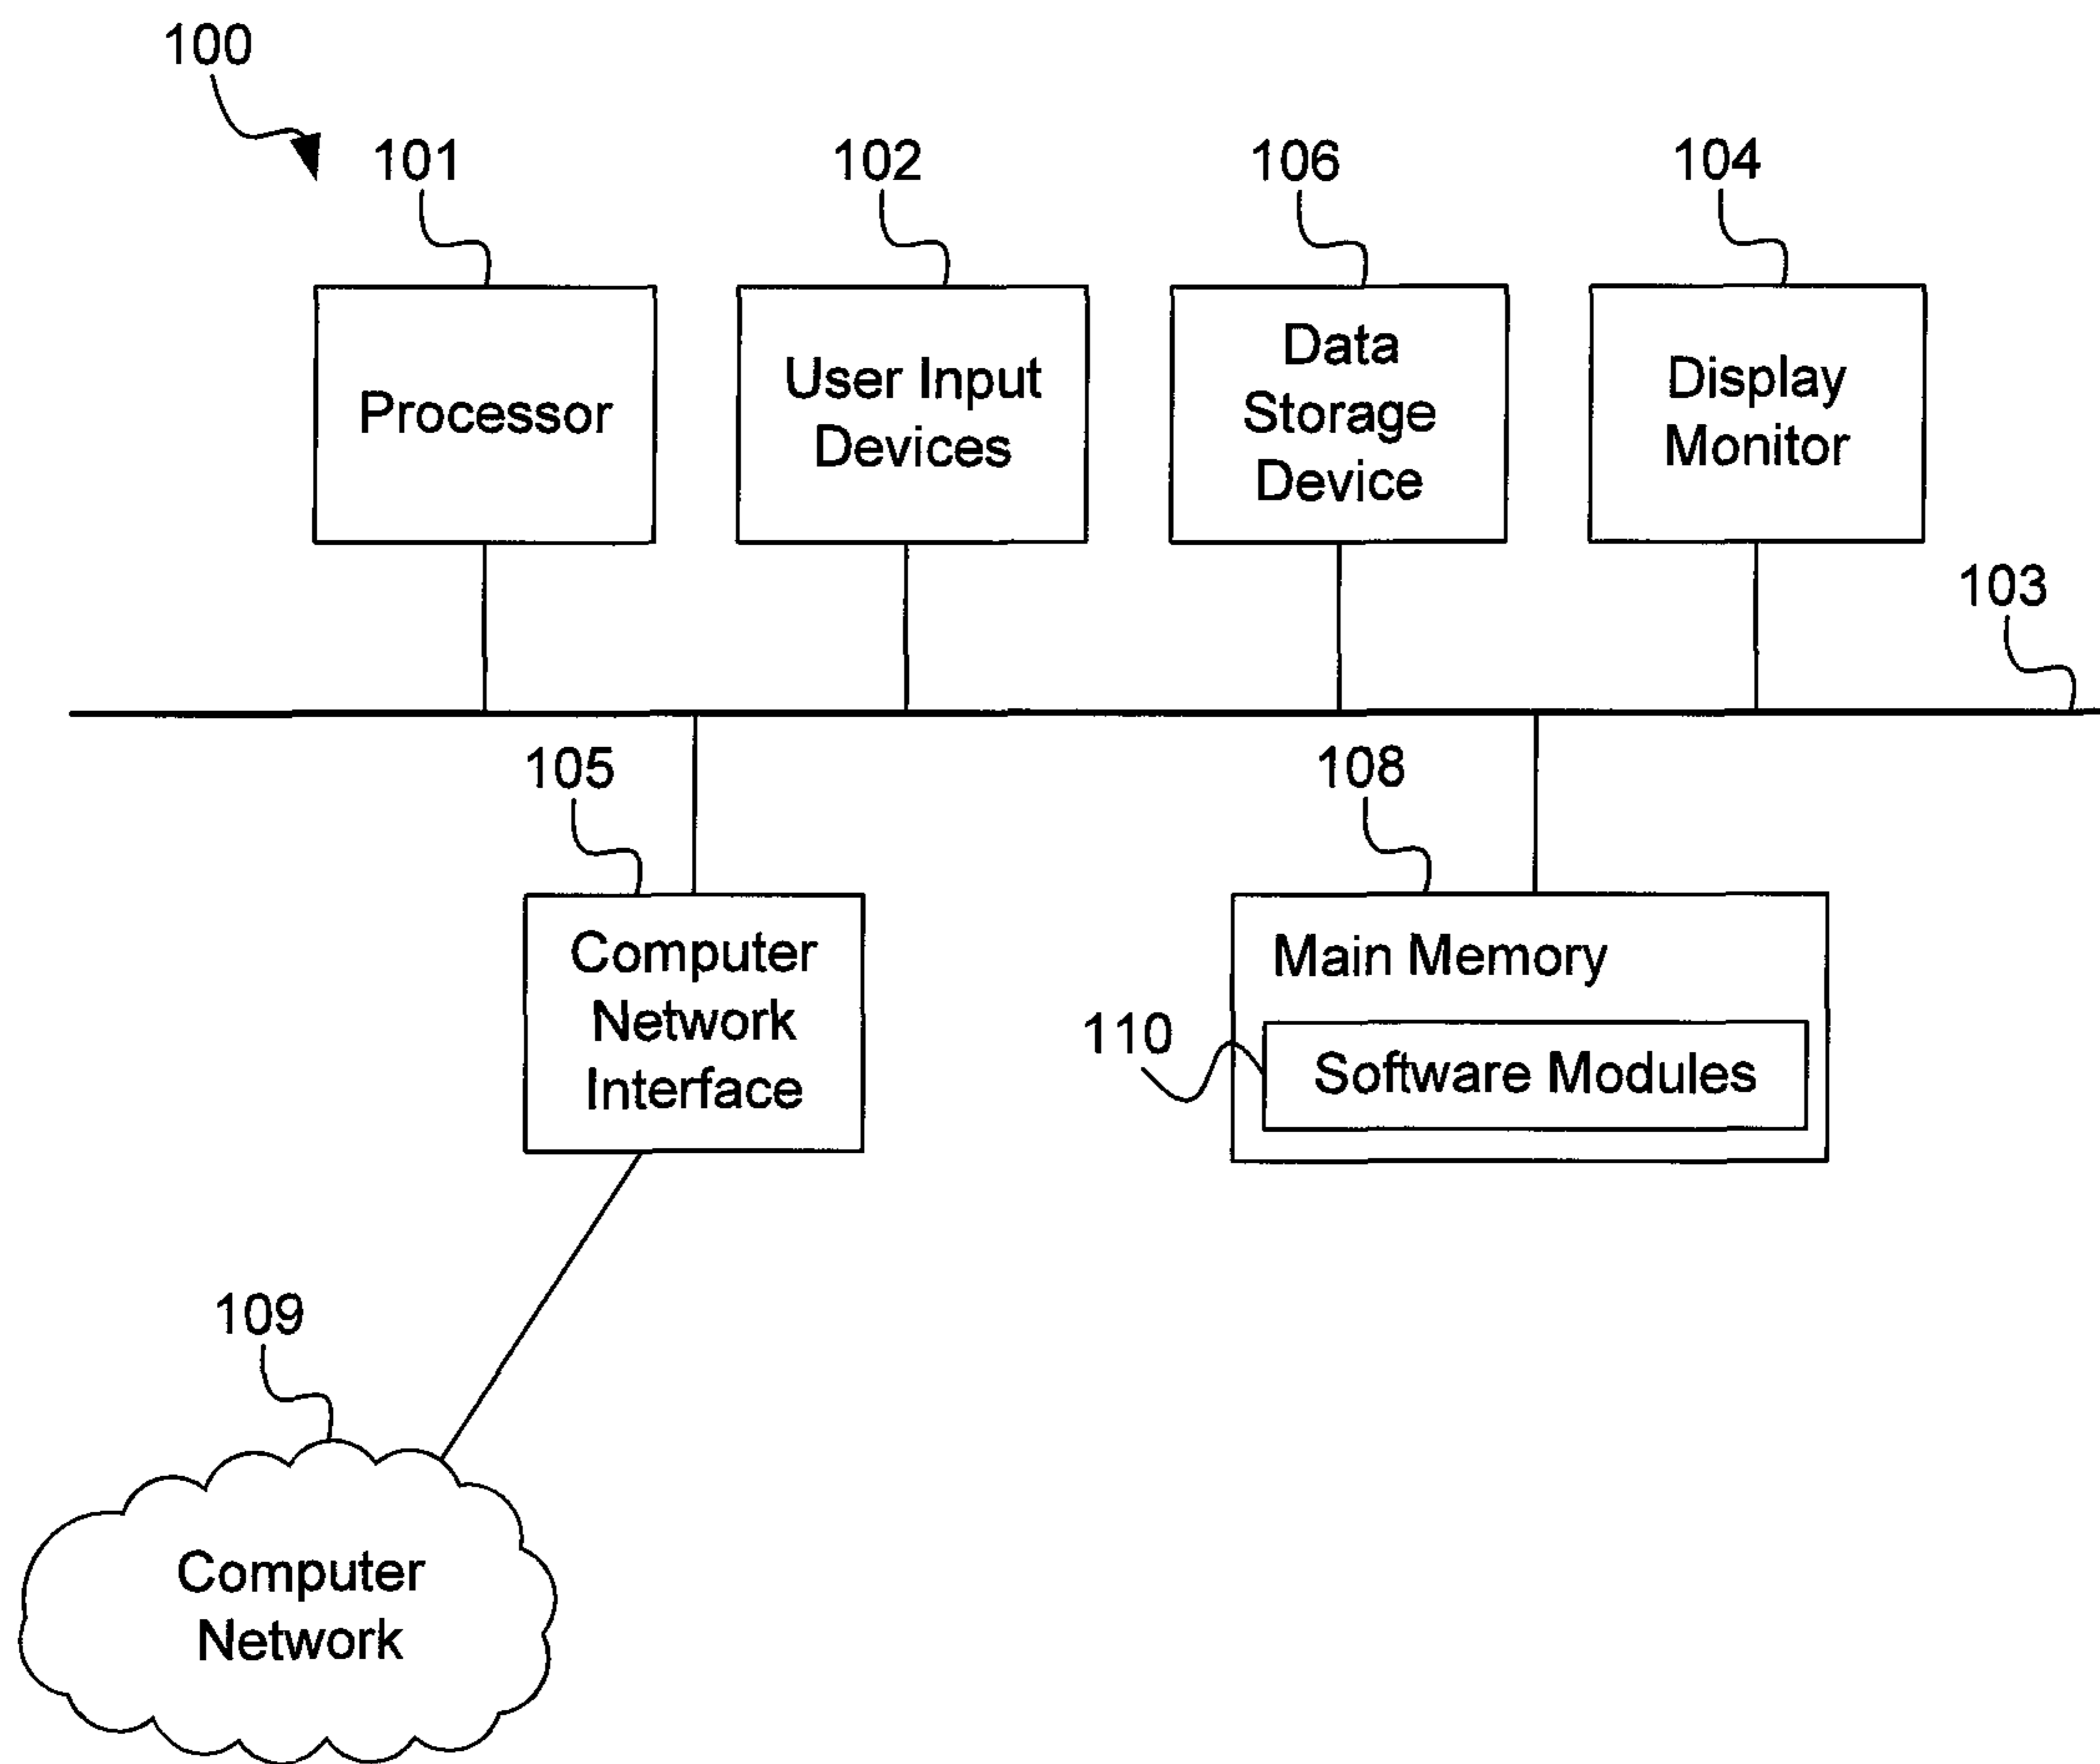 100
101
102
106
104
Processor
User Input
Devices
Data
Storage
Device
Display
Monitor
103
105
108
Computer
Network
Interface
Main Memory
110
Software Modules
109
Computer
Network